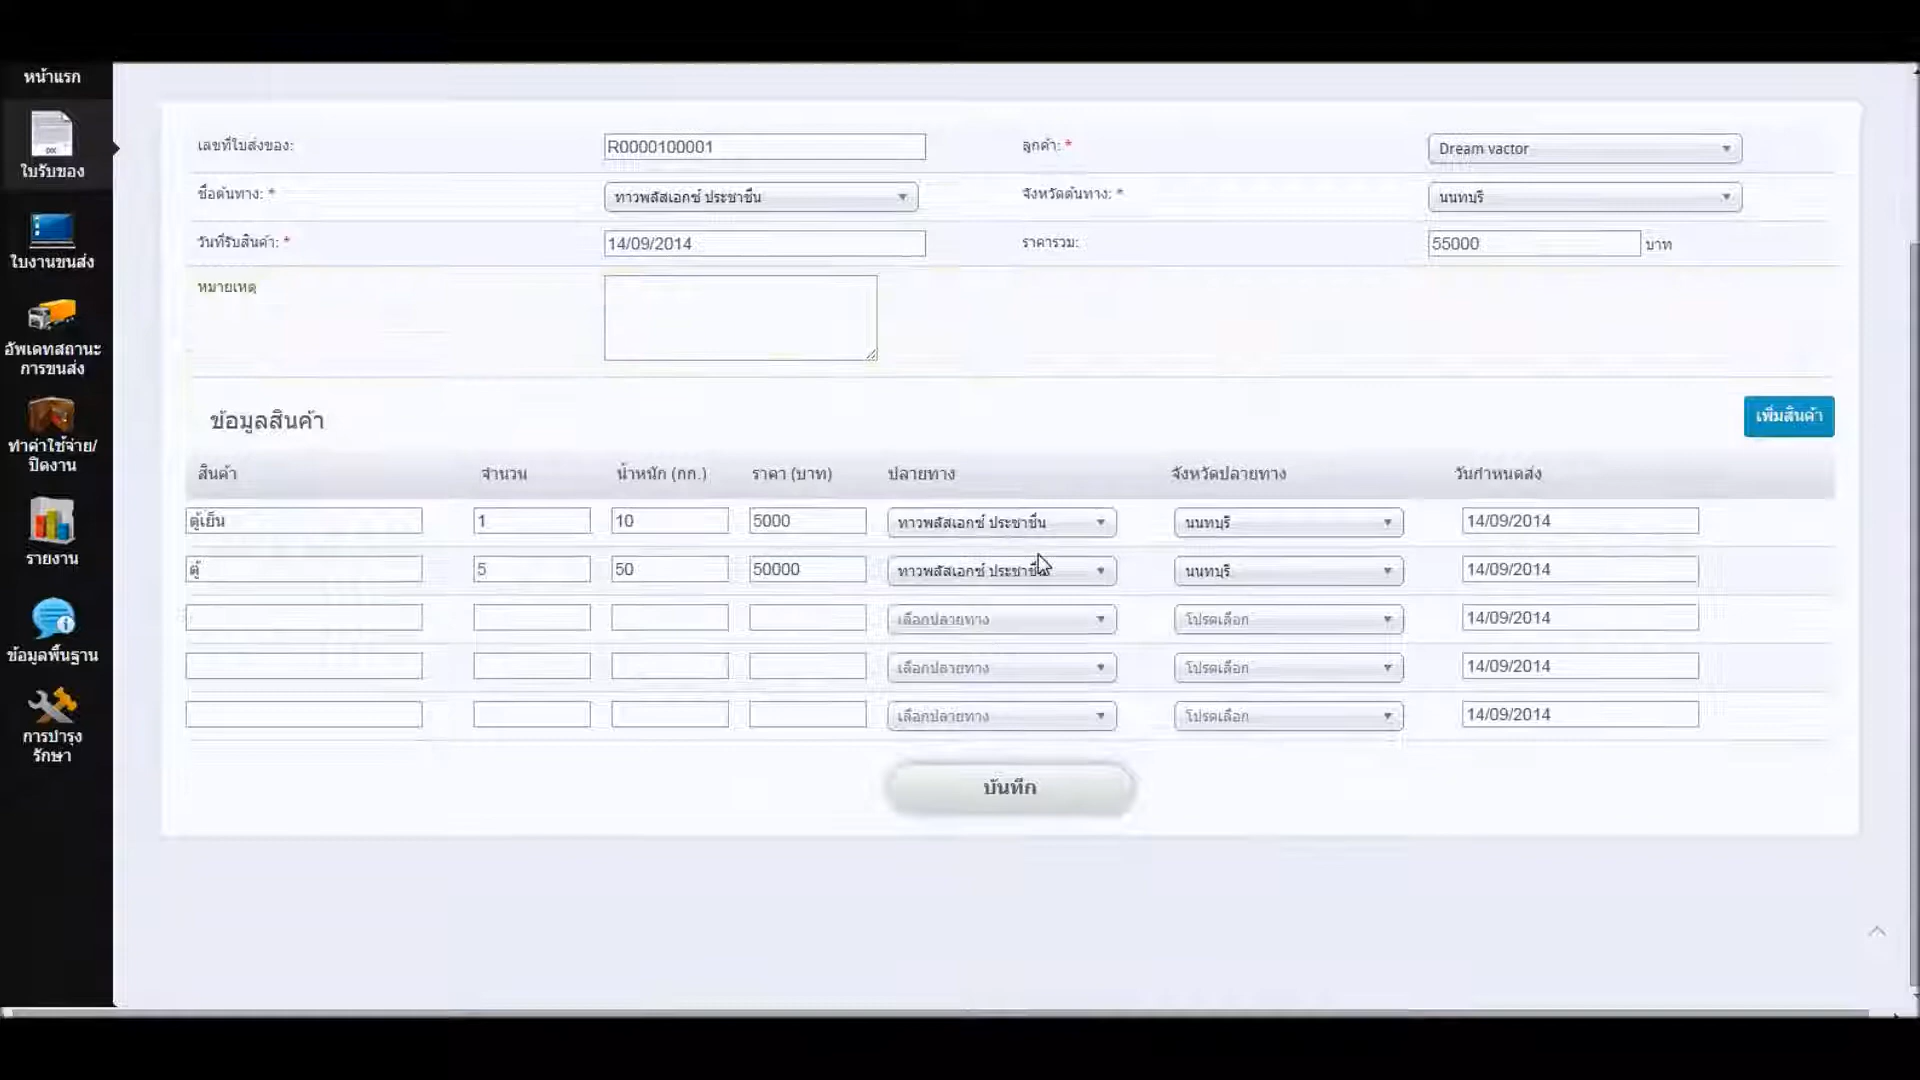 หน้าแรก
ใบรับของ
ใบงานขนส่ง
อัพเดทสถานะ
การขนส่ง
ทำค่าใช้จ่าย/
ปิดงาน
รายงาน
ข้อมูลพื้นฐาน
การบำรุง
รักษา
เลขที่ใบส่งของ: R0000100001 ลูกค้า: * Dream vactor
ชื่อต้นทาง: * ทาวพลัสเอกซ์ ประชาชื่น จังหวัดต้นทาง: * นนทบุรี
วันที่รับสินค้า: * 14/09/2014 ราคารวม: 55000 บาท
หมายเหตุ
ข้อมูลสินค้า เพิ่มสินค้า
สินค้า จำนวน น้ำหนัก (กก.) ราคา (บาท) ปลายทาง จังหวัดปลายทาง วันกำหนดส่ง
ตู้เย็น 1 10 5000 ทาวพลัสเอกซ์ ประชาชื่น นนทบุรี 14/09/2014
ตู้ 5 50 50000 ทาวพลัสเอกซ์ ประชาชื่น นนทบุรี 14/09/2014
เลือกปลายทาง โปรดเลือก 14/09/2014
เลือกปลายทาง โปรดเลือก 14/09/2014
เลือกปลายทาง โปรดเลือก 14/09/2014
บันทึก